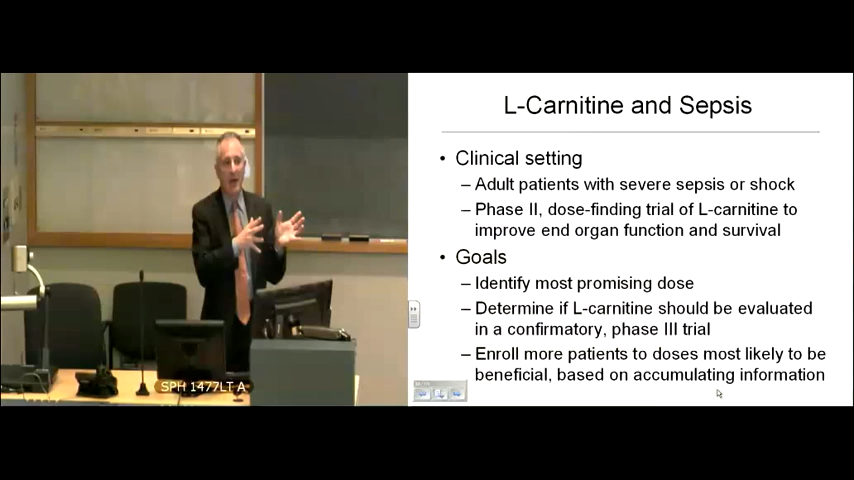 L-Carnitine and Sepsis
• Clinical setting
– Adult patients with severe sepsis or shock
– Phase II, dose-finding trial of L-carnitine to
improve end organ function and survival
• Goals
– Identify most promising dose
– Determine if L-carnitine should be evaluated
in a confirmatory, phase III trial
– Enroll more patients to doses most likely to be
beneficial, based on accumulating information
SPH 1477LT A